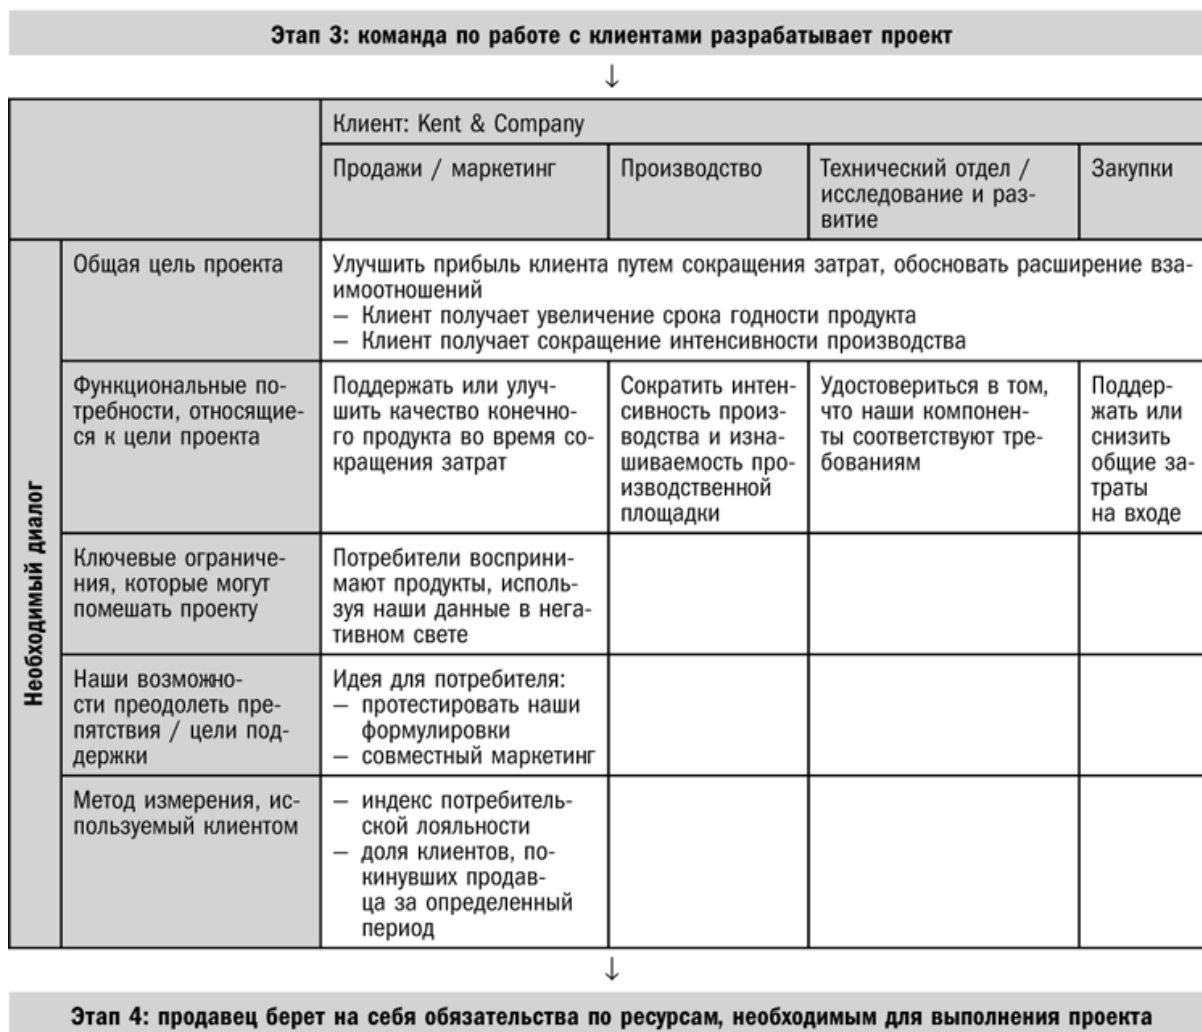 Этап 3: команда по работе с клиентами разрабатывает проект
↓
Клиент: Kent & Company
Продажи / маркетинг
Производство
Технический отдел /
исследование и раз-
витие
Закупки
Необходимый диалог
Общая цель проекта
Улучшить прибыль клиента путем сокращения затрат, обосновать расширение вза-
имоотношений
– Клиент получает увеличение срока годности продукта
– Клиент получает сокращение интенсивности производства
Функциональные по-
требности, относящие-
ся к цели проекта
Поддержать или улуч-
шить качество конечно-
го продукта во время со-
кращения затрат
Сократить интен-
сивность произ-
водства и изна-
шиваемость про-
изводственной
площадки
Удостовериться в том,
что наши компонен-
ты соответствуют тре-
бованиям
Поддер-
жать или
снизить
общие за-
траты
на входе
Ключевые ограниче-
ния, которые могут
помешать проекту
Потребители восприни-
мают продукты, исполь-
зуя наши данные в нега-
тивном свете
Наши возможно-
сти преодолеть пре-
пятствия / цели под-
держки
Идея для потребителя:
– протестировать наши
формулировки
– совместный маркетинг
Метод измерения, ис-
пользуемый клиентом
– индекс потребитель-
ской лояльности
– доля клиентов, по-
кинувших продав-
ца за определенный
период
↓
Этап 4: продавец берет на себя обязательства по ресурсам, необходимым для выполнения проекта